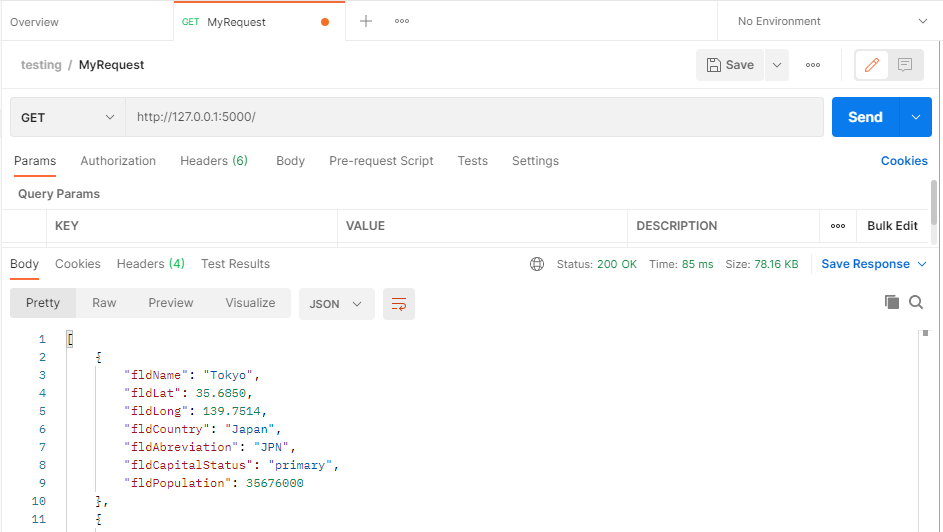 Overview GET MyRequest No Environment
testing / MyRequest Save
GET http://127.0.0.1:5000/ Send
Params Authorization Headers (6) Body Pre-request Script Tests Settings Cookies
Query Params
KEY VALUE DESCRIPTION Bulk Edit
Body Cookies Headers (4) Test Results Status: 200 OK Time: 85 ms Size: 78.16 KB Save Response
Pretty Raw Preview Visualize JSON
1 [
2 {
3 "fldName": "Tokyo",
4 "fldLat": 35.6850,
5 "fldLong": 139.7514,
6 "fldCountry": "Japan",
7 "fldAbreviation": "JPN",
8 "fldCapitalStatus": "primary",
9 "fldPopulation": 35676000
10 },
11 {